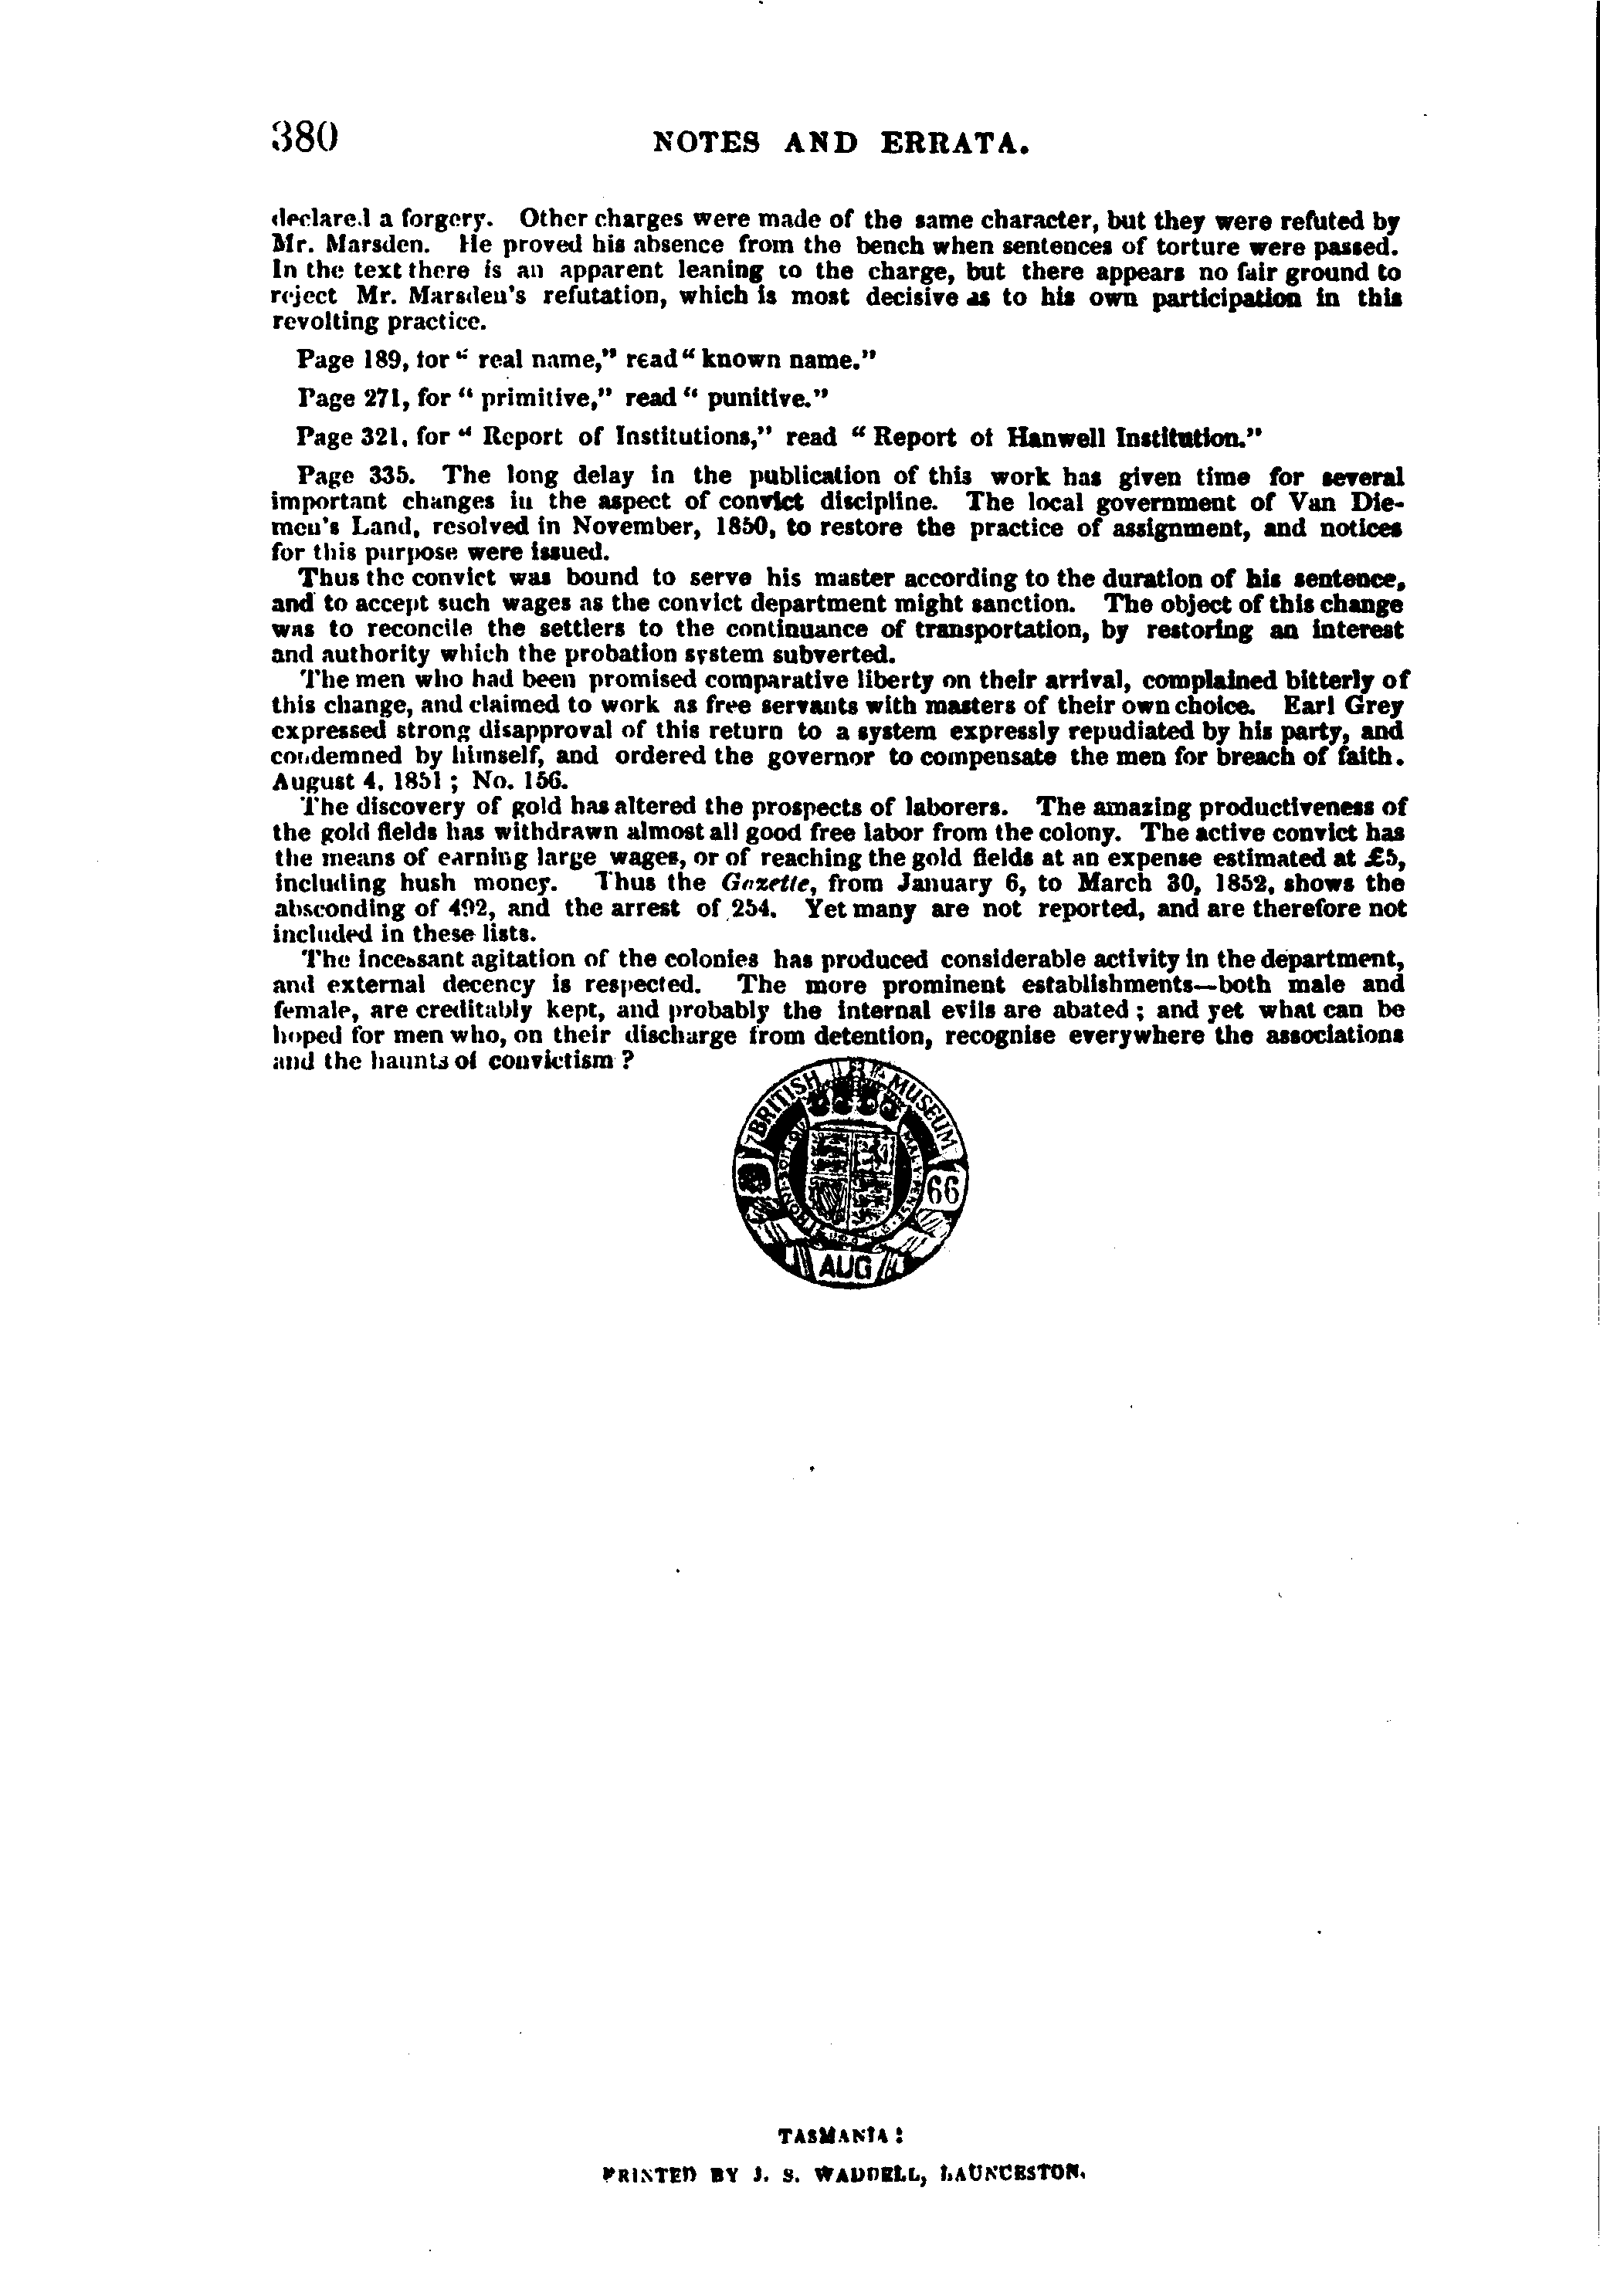 380
NOTES AND ERRATA.
declared a forgery. Other charges were made of the same character, but they were refuted by
Mr. Marsden. He proved his absence from the bench when sentences of torture were passed.
In the text there is an apparent leaning to the charge, but there appears no fair ground to
reject Mr. Marsden's refutation, which is most decisive as to his own participation in this
revolting practice.
Page 189, for “ real name,” read “ known name.”
Page 271, for “ primitive,” read “ punitive.”
Page 321, for “ Report of Institutions,” read “ Report of Hanwell Institution.”
Page 335. The long delay in the publication of this work has given time for several
important changes in the aspect of convict discipline. The local government of Van Die-
men's Land, resolved in November, 1850, to restore the practice of assignment, and notices
for this purpose were issued.
Thus the convict was bound to serve his master according to the duration of his sentence,
and to accept such wages as the convict department might sanction. The object of this change
was to reconcile the settlers to the continuance of transportation, by restoring an interest
and authority which the probation system subverted.
The men who had been promised comparative liberty on their arrival, complained bitterly of
this change, and claimed to work as free servants with masters of their own choice. Earl Grey
expressed strong disapproval of this return to a system expressly repudiated by his party, and
condemned by himself, and ordered the governor to compensate the men for breach of faith.
August 4, 1851 ; No. 156.
The discovery of gold has altered the prospects of laborers. The amazing productiveness of
the gold fields has withdrawn almost all good free labor from the colony. The active convict has
the means of earning large wages, or of reaching the gold fields at an expense estimated at £5,
including hush money. Thus the Gazette, from January 6, to March 30, 1852, shows the
absconding of 492, and the arrest of 254. Yet many are not reported, and are therefore not
included in these lists.
The incessant agitation of the colonies has produced considerable activity in the department,
and external decency is respected. The more prominent establishments—both male and
female, are creditably kept, and probably the internal evils are abated ; and yet what can be
hoped for men who, on their discharge from detention, recognise everywhere the associations
and the haunts of convictism ?
BRITISH MUSEUM
66
AUG
TASMANIA :
PRINTED BY J. S. WADDELL, LAUNCESTON.